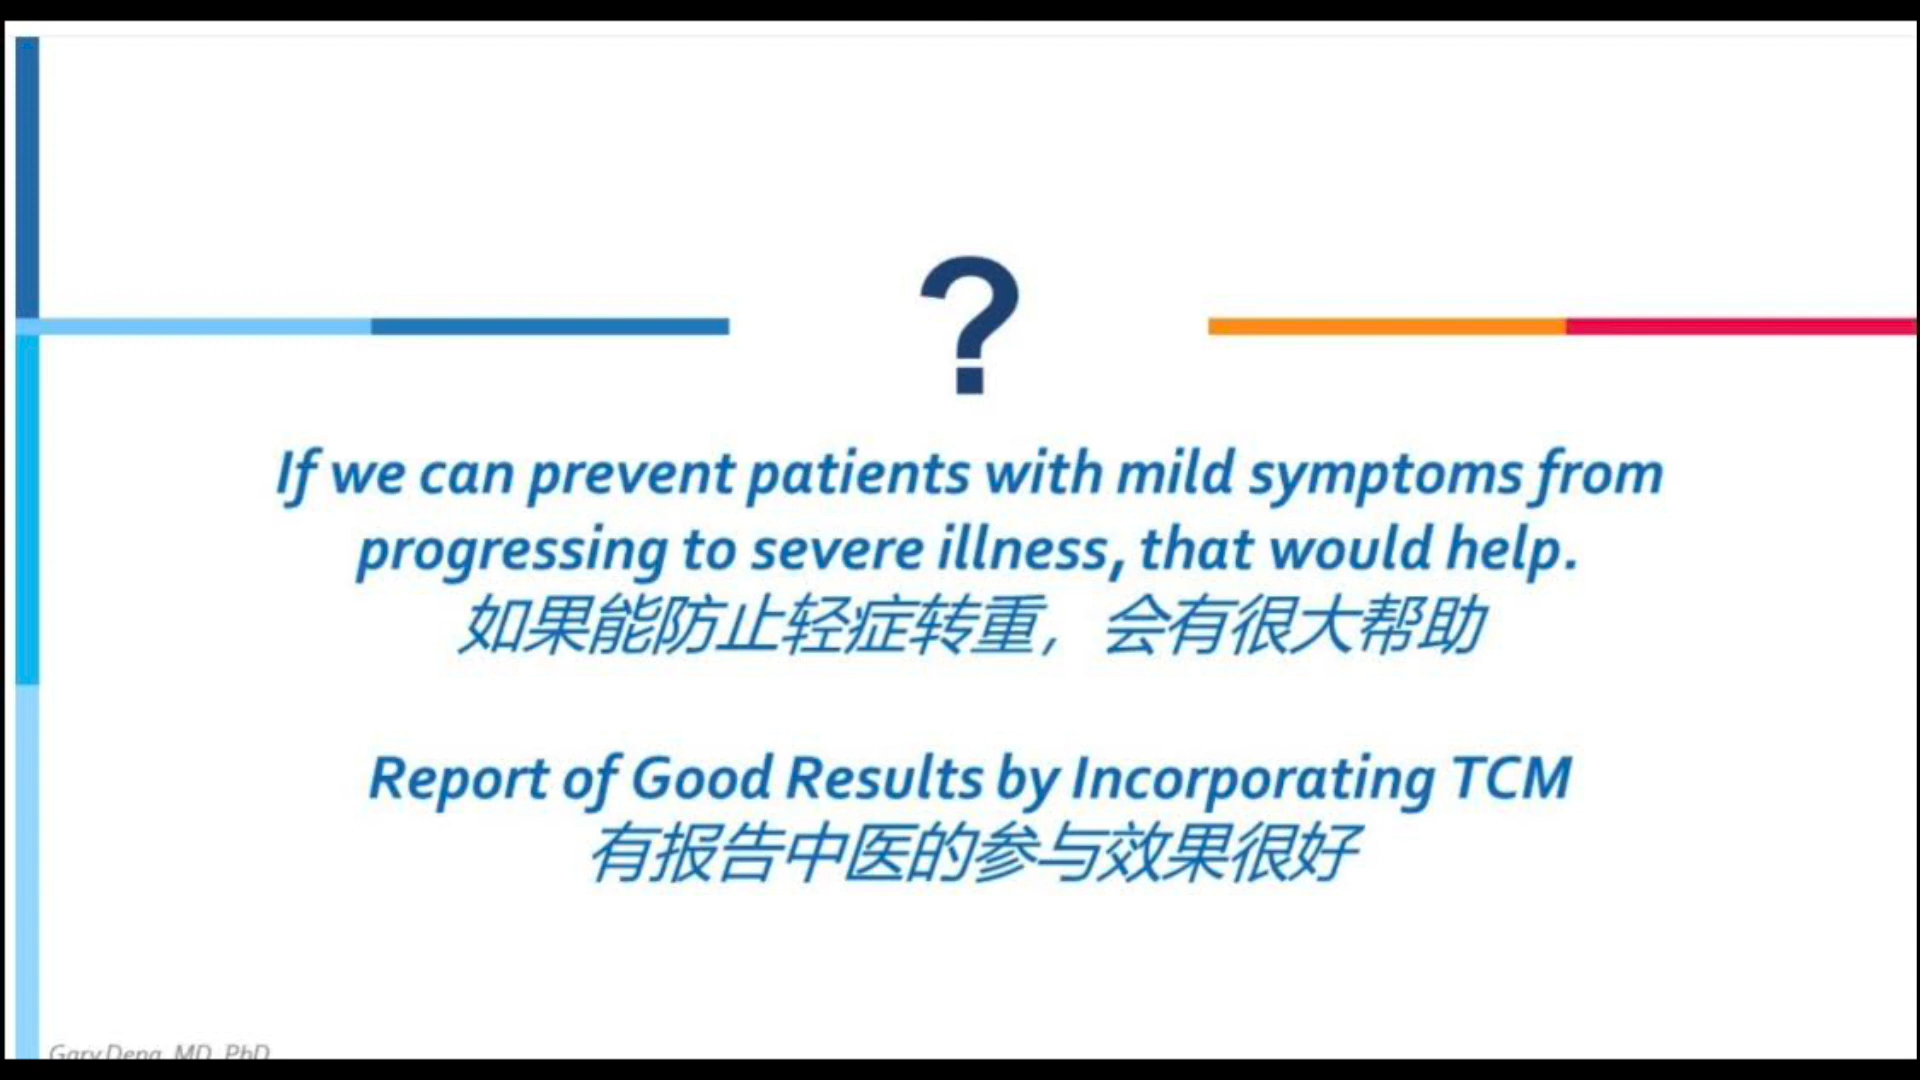 ?
If we can prevent patients with mild symptoms from
progressing to severe illness, that would help.
如果能防止轻症转重，会有很大帮助
Report of Good Results by Incorporating TCM
有报告中医的参与效果很好
Gary Deng, MD, PhD